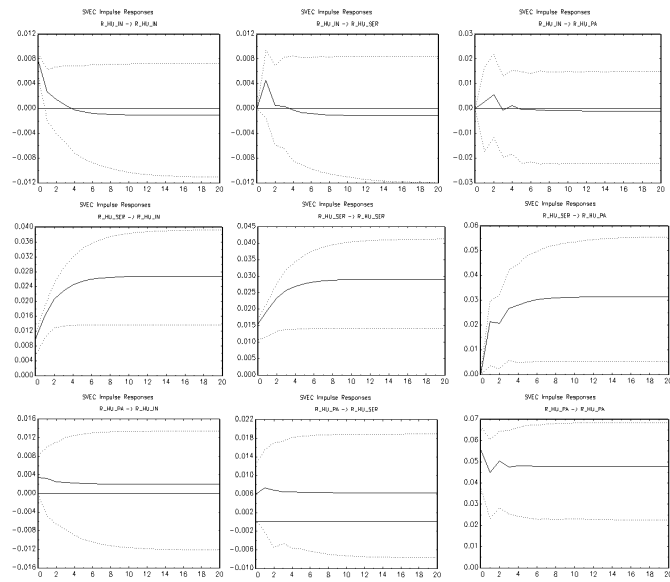 SVEC Impulse Responses
R_HU_IN -> R_HU_IN
0.012
0.008
0.004
0.000
-0.004
-0.008
-0.012
0 2 4 6 8 10 12 14 16 18 20
SVEC Impulse Responses
R_HU_IN -> R_HU_SER
0.012
0.008
0.004
0.000
-0.004
-0.008
-0.012
0 2 4 6 8 10 12 14 16 18 20
SVEC Impulse Responses
R_HU_IN -> R_HU_PA
0.03
0.02
0.01
0.00
-0.01
-0.02
-0.03
0 2 4 6 8 10 12 14 16 18 20
SVEC Impulse Responses
R_HU_SER -> R_HU_IN
0.040
0.036
0.032
0.028
0.024
0.020
0.016
0.012
0.008
0.004
0.000
0 2 4 6 8 10 12 14 16 18 20
SVEC Impulse Responses
R_HU_SER -> R_HU_SER
0.045
0.040
0.035
0.030
0.025
0.020
0.015
0.010
0.005
0.000
0 2 4 6 8 10 12 14 16 18 20
SVEC Impulse Responses
R_HU_SER -> R_HU_PA
0.06
0.05
0.04
0.03
0.02
0.01
0.00
0 2 4 6 8 10 12 14 16 18 20
SVEC Impulse Responses
R_HU_PA -> R_HU_IN
0.016
0.012
0.008
0.004
0.000
-0.004
-0.008
-0.012
-0.016
0 2 4 6 8 10 12 14 16 18 20
SVEC Impulse Responses
R_HU_PA -> R_HU_SER
0.022
0.018
0.014
0.010
0.006
0.002
-0.002
-0.006
-0.010
0 2 4 6 8 10 12 14 16 18 20
SVEC Impulse Responses
R_HU_PA -> R_HU_PA
0.07
0.06
0.05
0.04
0.03
0.02
0.01
0.00
0 2 4 6 8 10 12 14 16 18 20